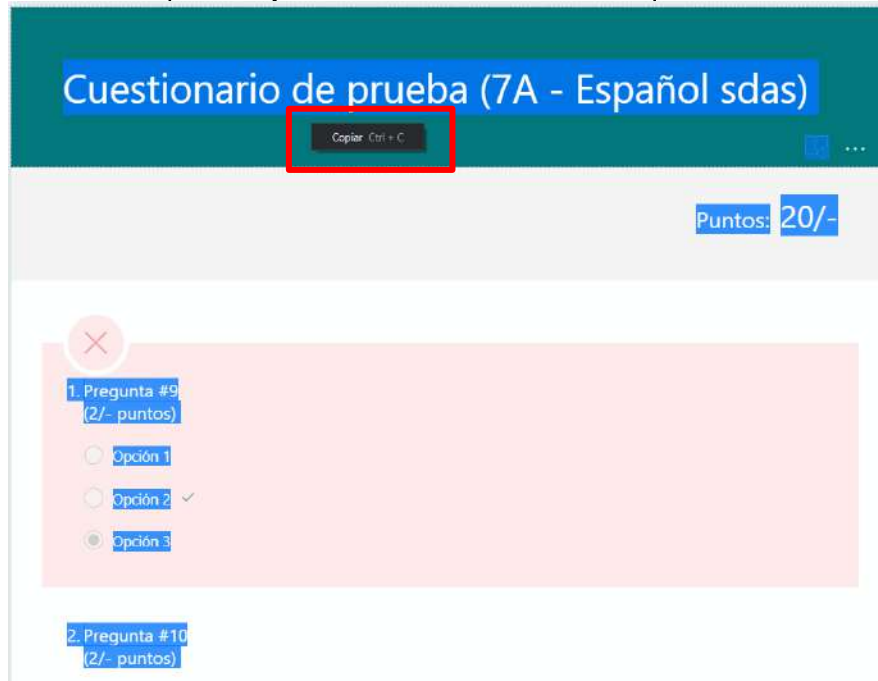 Cuestionario de prueba (7A - Español sdas)
Copiar Ctrl + C
...
Puntos: 20/-
1. Pregunta #9
(2/- puntos)
Opción 1
Opción 2
Opción 3
2. Pregunta #10
(2/- puntos)